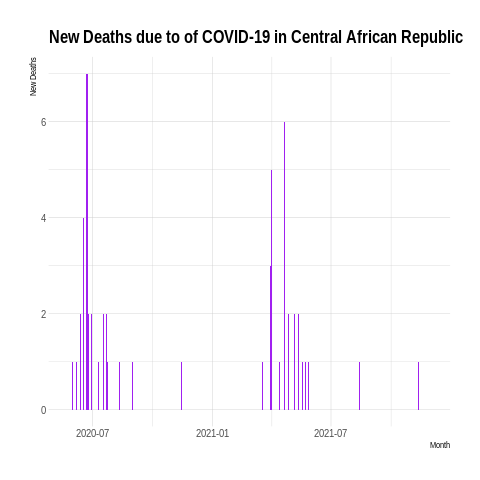 New Deaths due to of COVID-19 in Central African Republic
New Deaths
6
4
2
0
2020-07 2021-01 2021-07
Month